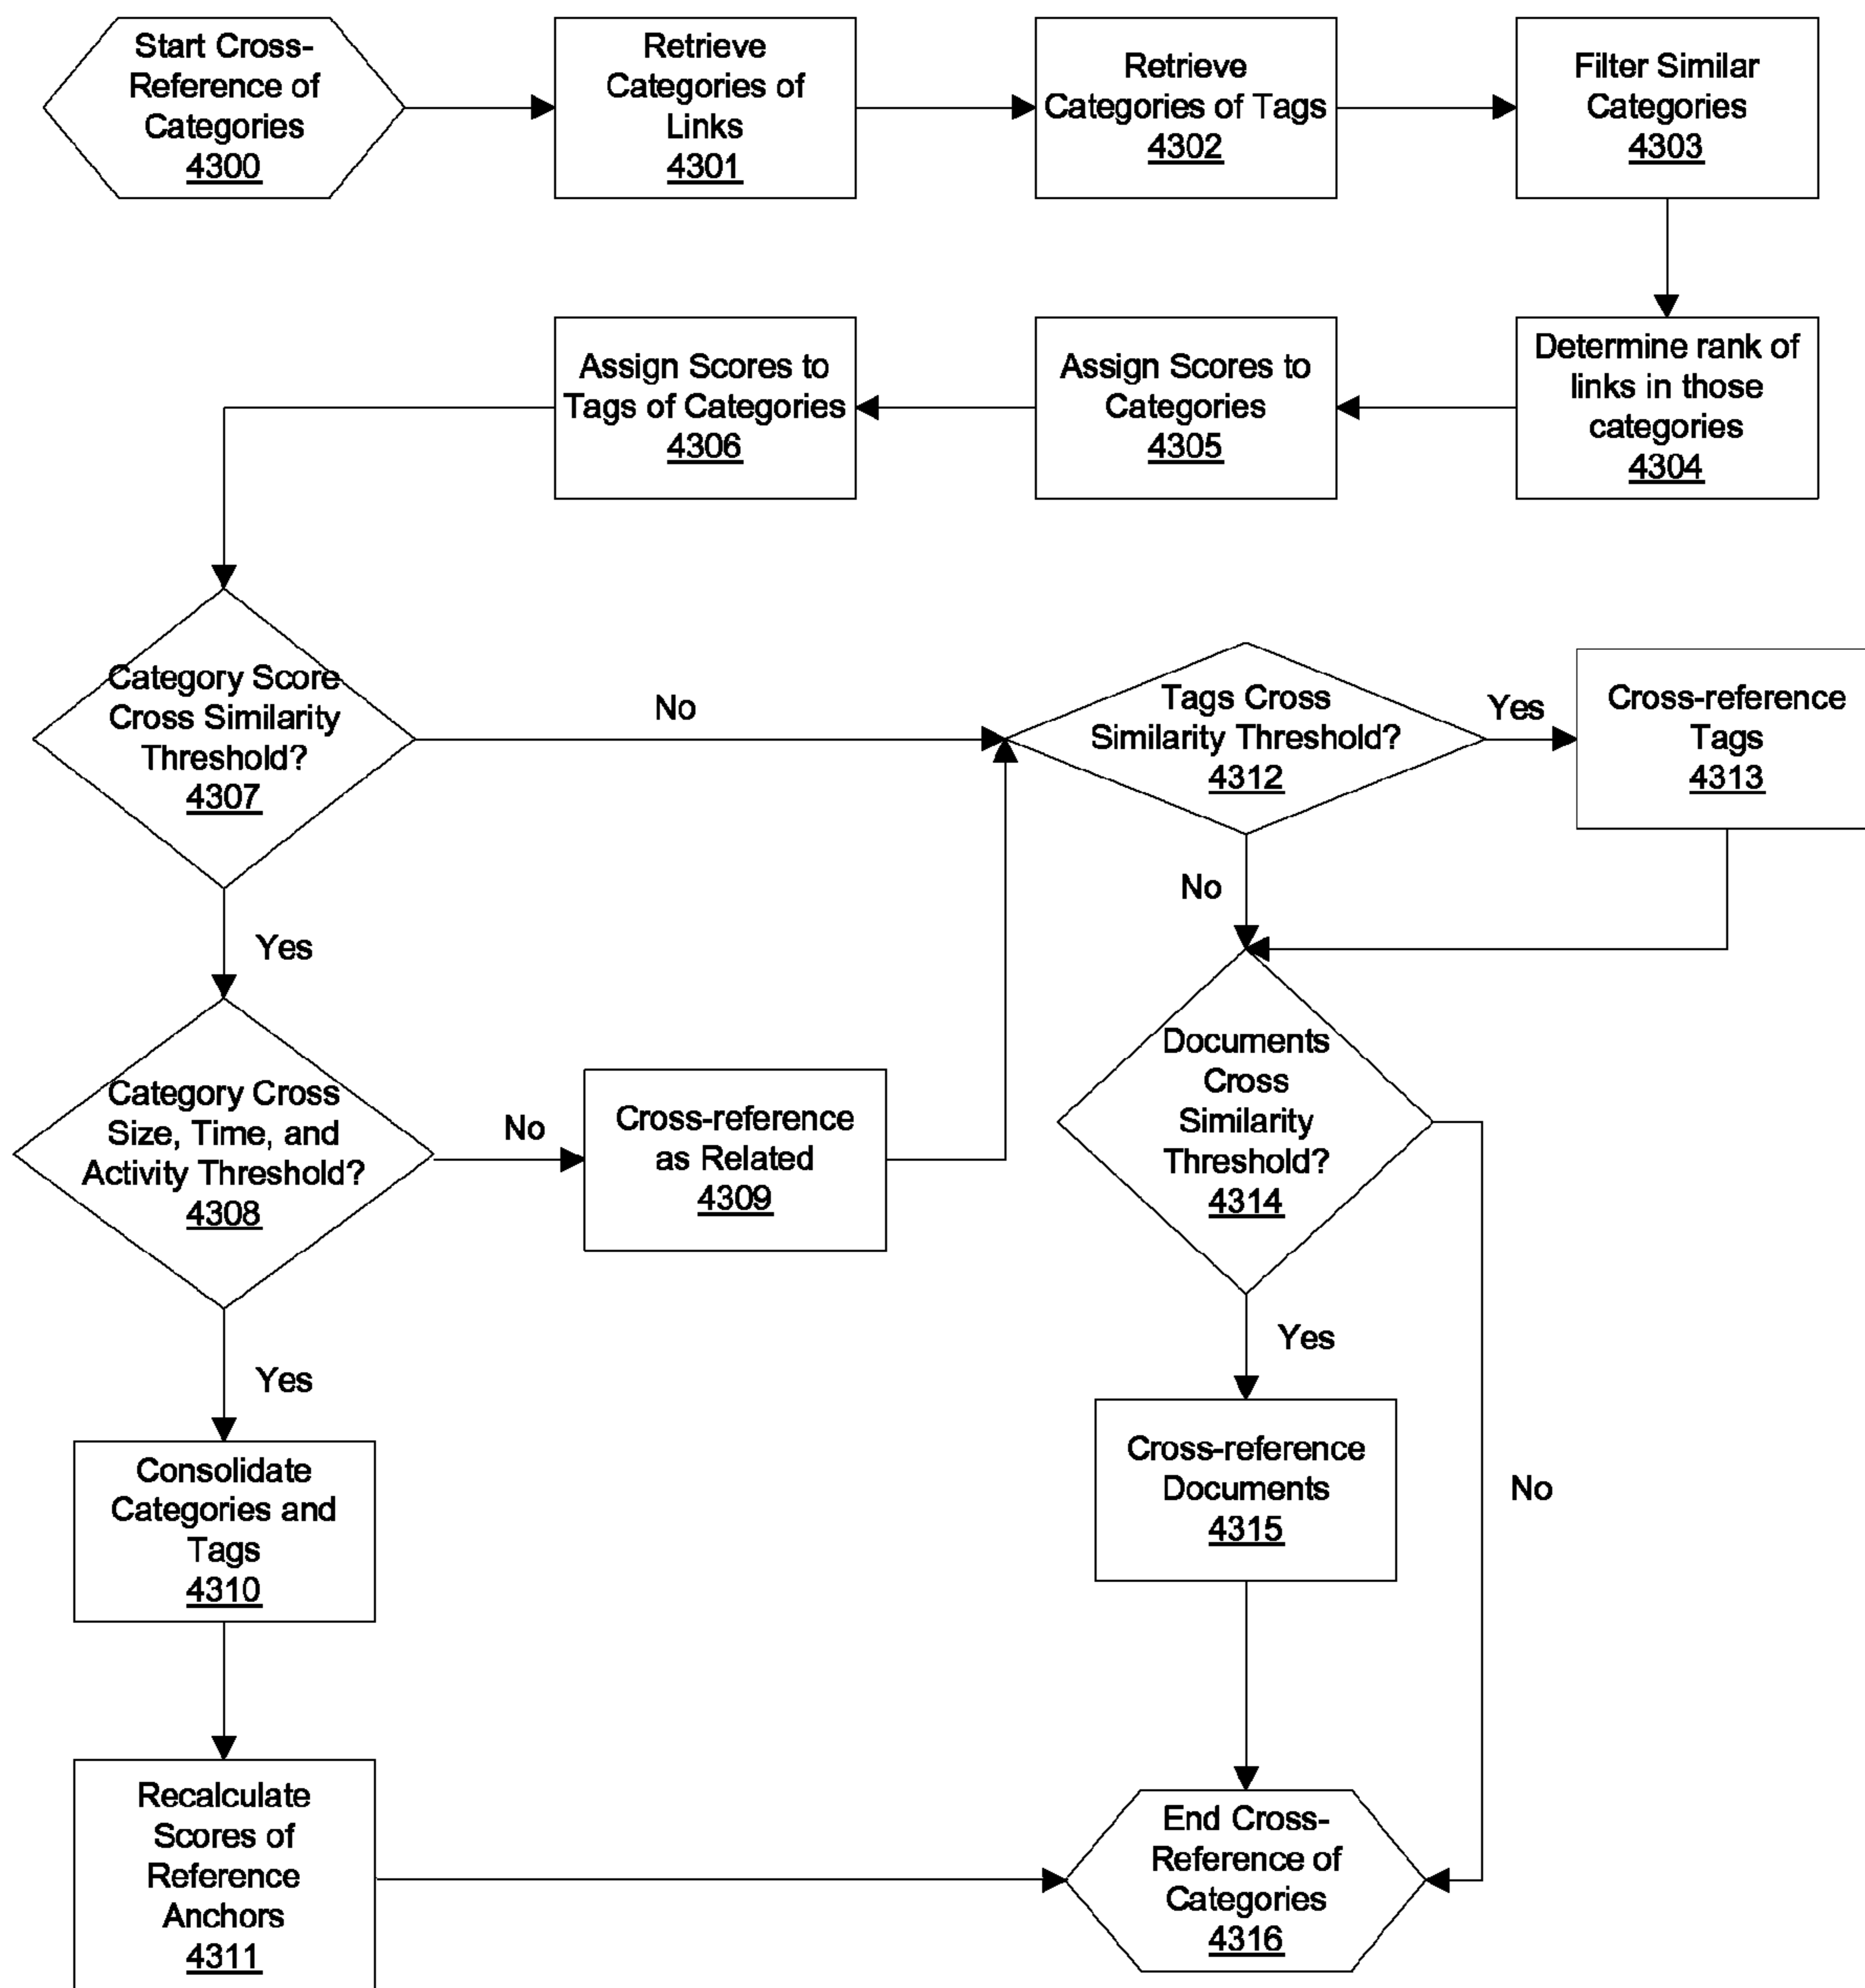 Start Cross-
Reference of
Categories
4300
Retrieve
Categories of
Links
4301
Retrieve
Categories of Tags
4302
Filter Similar
Categories
4303
Determine rank of
links in those
categories
4304
Assign Scores to
Categories
4305
Assign Scores to
Tags of Categories
4306
Category Score
Cross Similarity
Threshold?
4307
No
Yes
Tags Cross
Similarity Threshold?
4312
Yes
No
Cross-reference
Tags
4313
Category Cross
Size, Time, and
Activity Threshold?
4308
No
Yes
Cross-reference
as Related
4309
Documents
Cross
Similarity
Threshold?
4314
Yes
No
Consolidate
Categories and
Tags
4310
Cross-reference
Documents
4315
Recalculate
Scores of
Reference
Anchors
4311
End Cross-
Reference of
Categories
4316